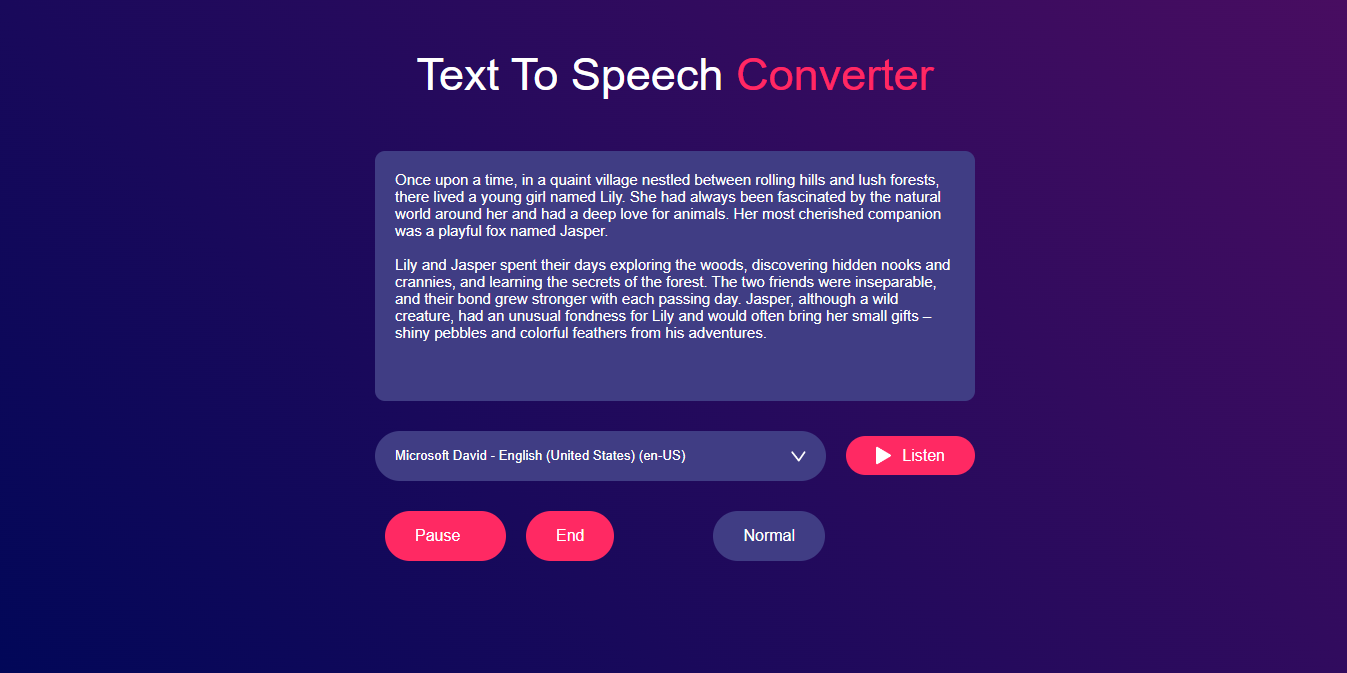 Text To Speech Converter
Once upon a time, in a quaint village nestled between rolling hills and lush forests,
there lived a young girl named Lily. She had always been fascinated by the natural
world around her and had a deep love for animals. Her most cherished companion
was a playful fox named Jasper.
Lily and Jasper spent their days exploring the woods, discovering hidden nooks and
crannies, and learning the secrets of the forest. The two friends were inseparable,
and their bond grew stronger with each passing day. Jasper, although a wild
creature, had an unusual fondness for Lily and would often bring her small gifts –
shiny pebbles and colorful feathers from his adventures.
Microsoft David - English (United States) (en-US)
Listen
Pause
End
Normal